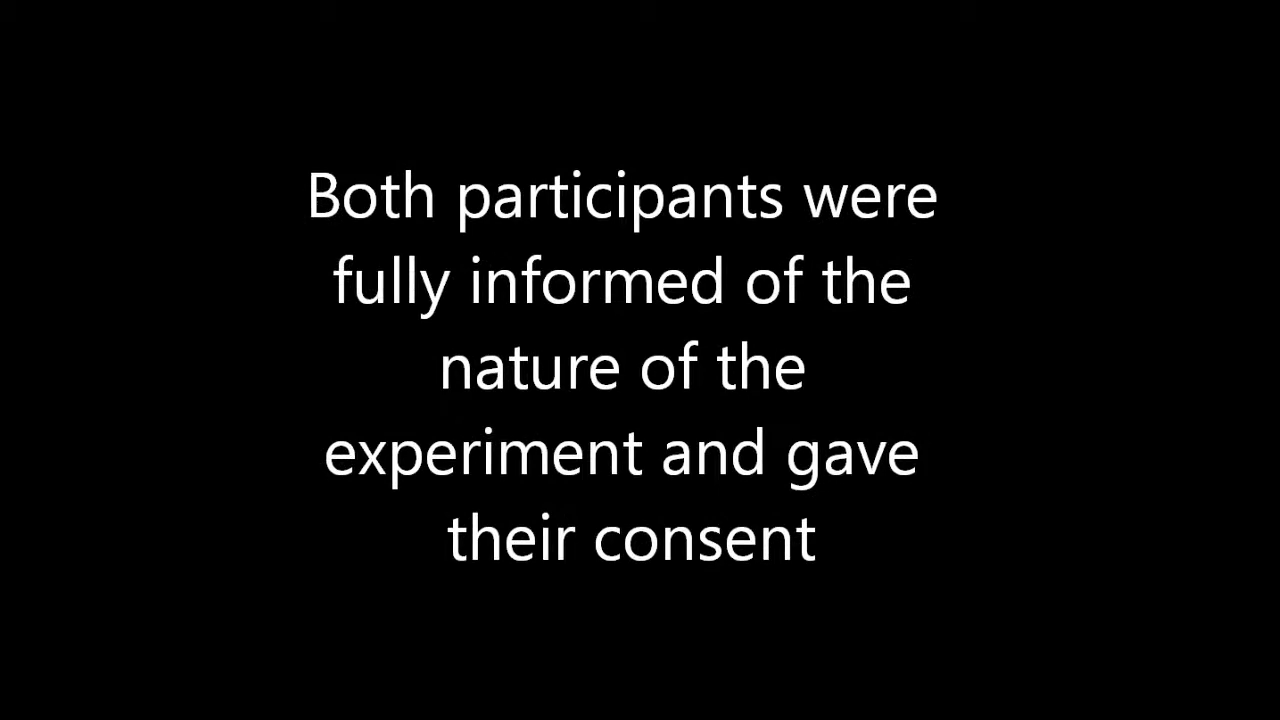 Both participants were
fully informed of the
nature of the
experiment and gave
their consent